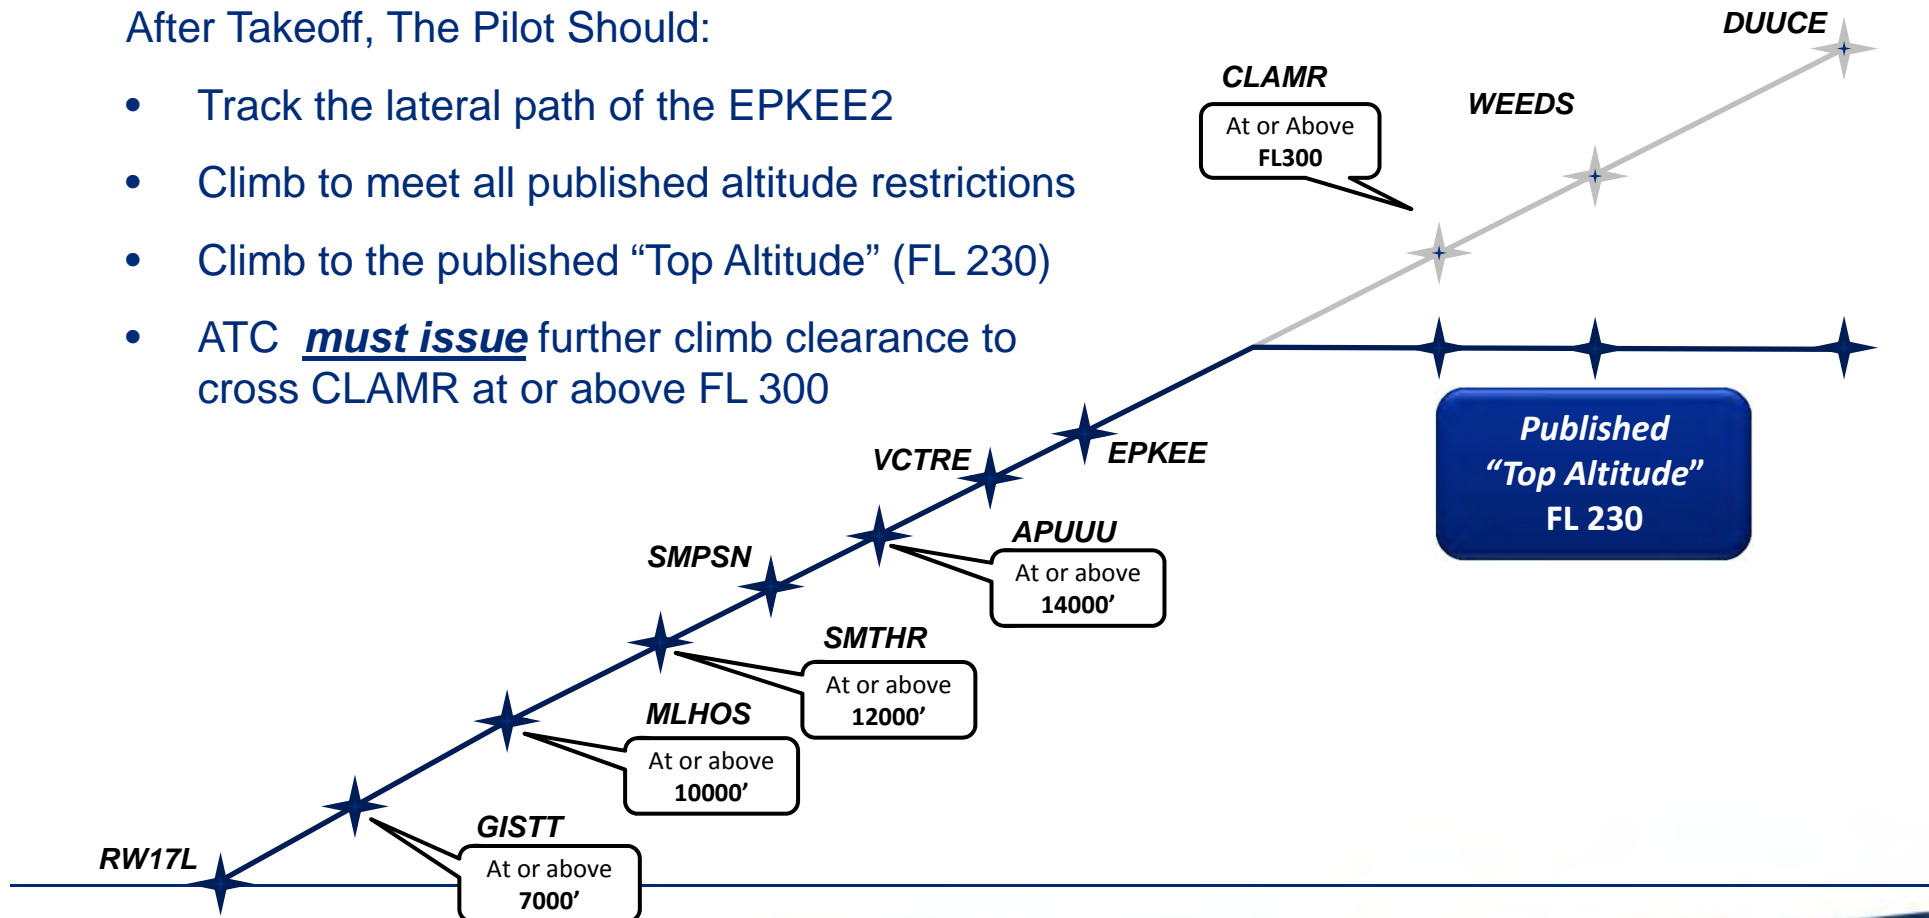 After Takeoff, The Pilot Should:
• Track the lateral path of the EPKEE2
• Climb to meet all published altitude restrictions
• Climb to the published “Top Altitude” (FL 230)
• ATC must issue further climb clearance to
cross CLAMR at or above FL 300
DUUCE
CLAMR
At or Above
FL300
WEEDS
Published
“Top Altitude”
FL 230
VCTRE
EPKEE
APUUU
At or above
14000’
SMPSN
SMTHR
At or above
12000’
MLHOS
At or above
10000’
GISTT
At or above
7000’
RW17L